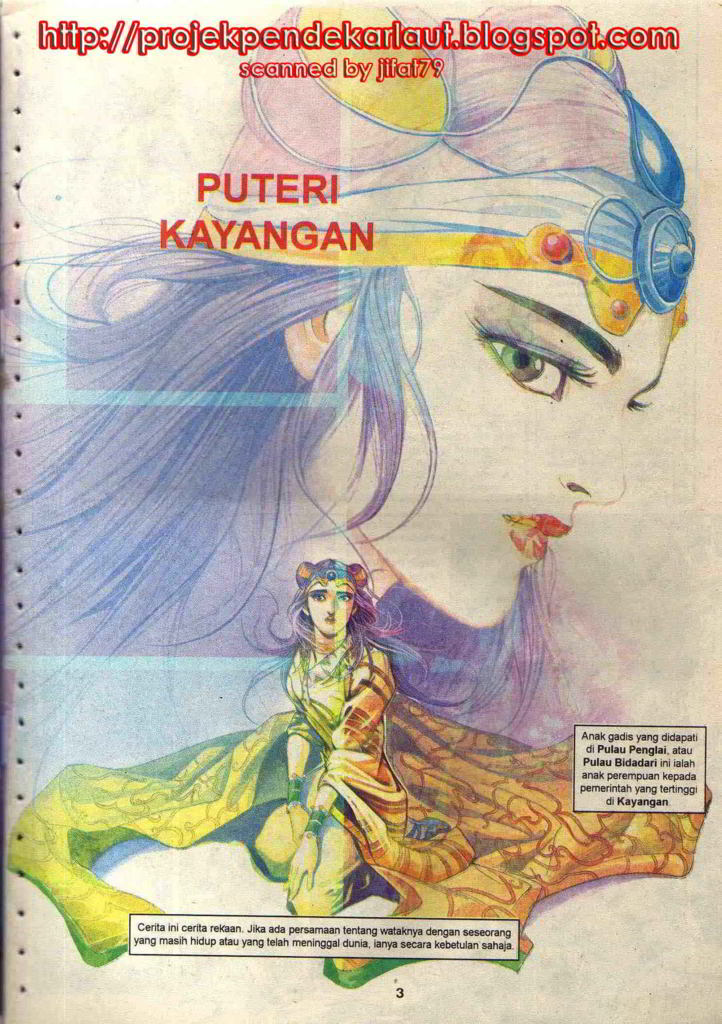 http://projekpendekarlaut.blogspot.com
scanned by jifat79
PUTERI
KAYANGAN
Anak gadis yang didapati
di Pulau Penglai, atau
Pulau Bidadari ini ialah
anak perempuan kepada
pemerintah yang tertinggi
di Kayangan.
Cerita ini cerita rekaan. Jika ada persamaan tentang wataknya dengan seseorang
yang masih hidup atau yang telah meninggal dunia, ianya secara kebetulan sahaja.
3